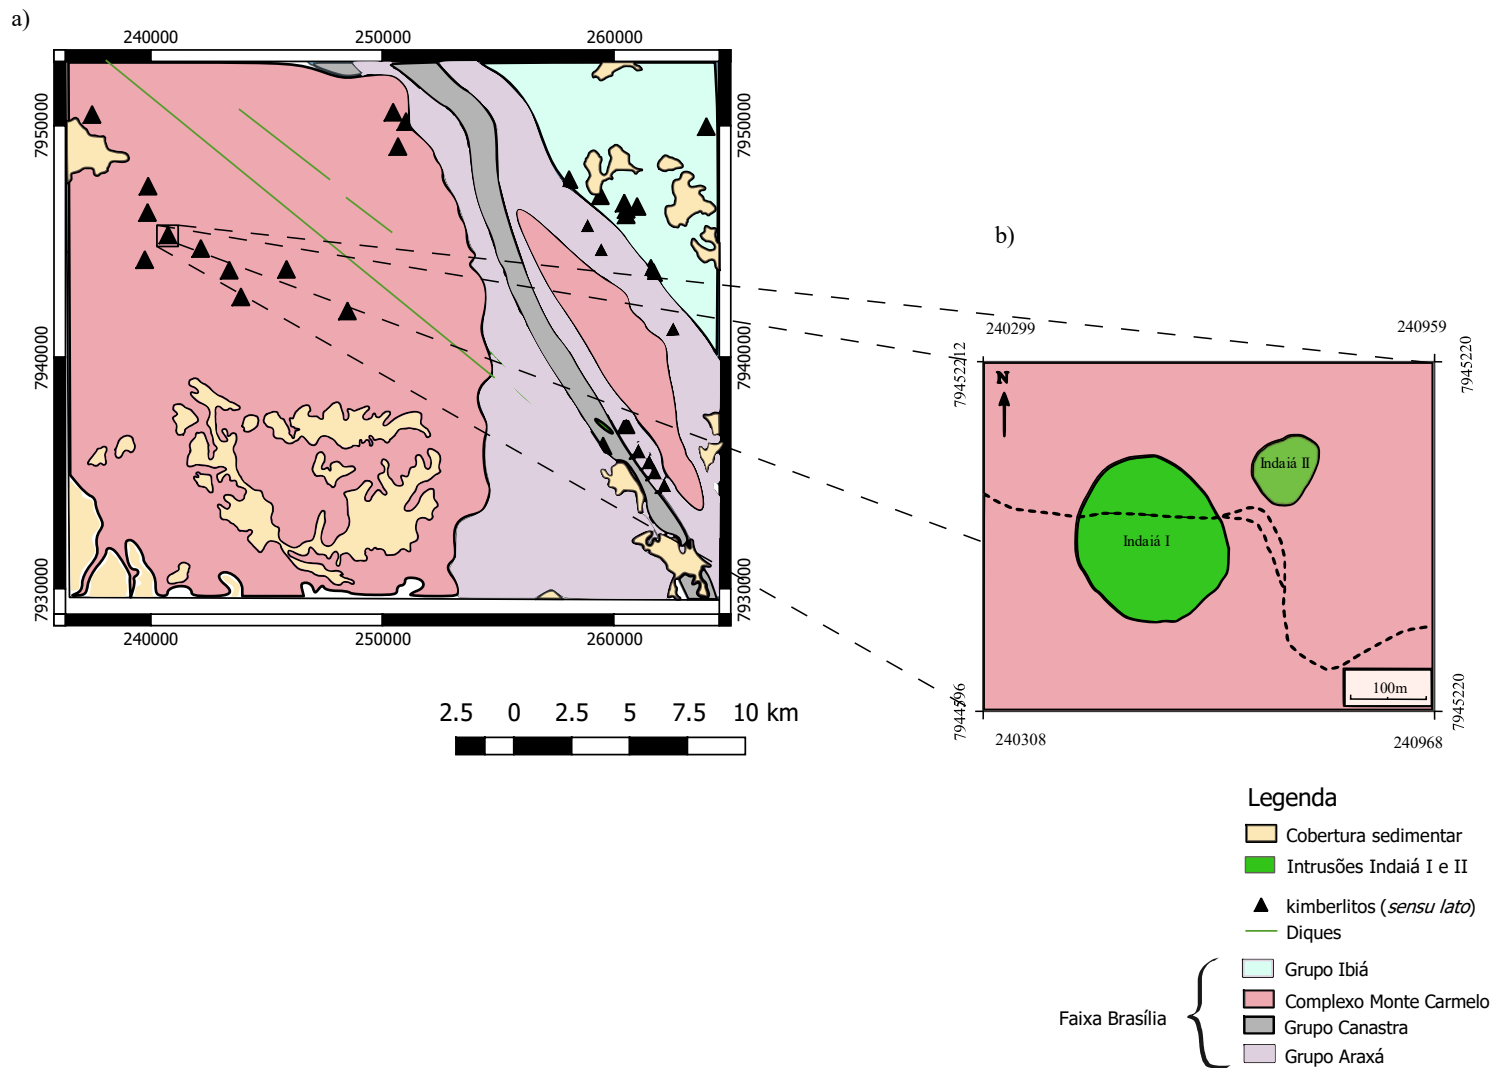 a)
240000
250000
260000
7950000
7950000
7940000
7940000
7930000
7930000
240000
250000
260000
2.5 0 2.5 5 7.5 10 km
b)
240299
240959
7945212
7945220
N
Indaiá II
Indaiá I
100m
7944596
7945220
240308
240968
Legenda
Cobertura sedimentar
Intrusões Indaiá I e II
kimberlitos (sensu lato)
Diques
Faixa Brasília
Grupo Ibiá
Complexo Monte Carmelo
Grupo Canastra
Grupo Araxá